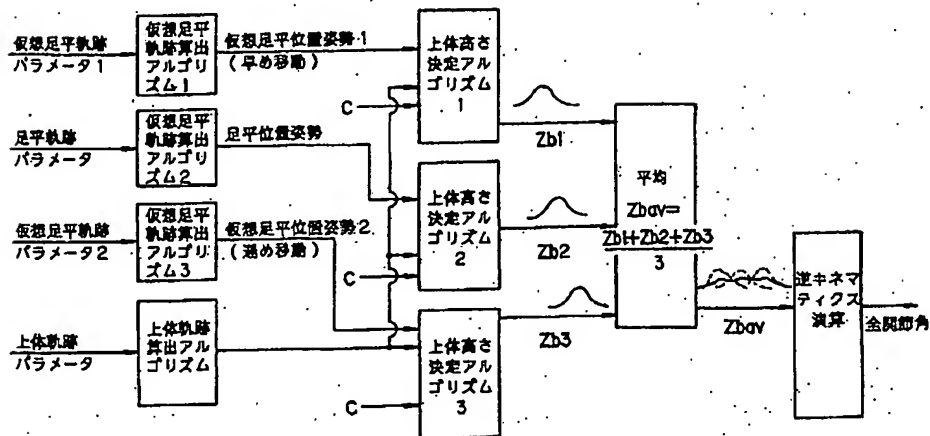 仮想足平軌跡
パラメータ1
仮想足平
軌跡算出
アルゴリ
ズム1
仮想足平位置姿勢1
(早め移動)
上体高さ
決定アル
ゴリズム
1
C
Zb1
足平軌跡
パラメータ
仮想足平
軌跡算出
アルゴリ
ズム2
足平位置姿勢
上体高さ
決定アル
ゴリズム
2
C
Zb2
仮想足平軌跡
パラメータ2
仮想足平
軌跡算出
アルゴリ
ズム3
仮想足平位置姿勢2
(遅め移動)
上体高さ
決定アル
ゴリズム
3
C
Zb3
上体軌跡
パラメータ
上体軌跡
算出アル
ゴリズム
平均
Zbav=
Zb1+Zb2+Zb3
3
Zbav
逆キネマ
ティクス
演算
全関節角